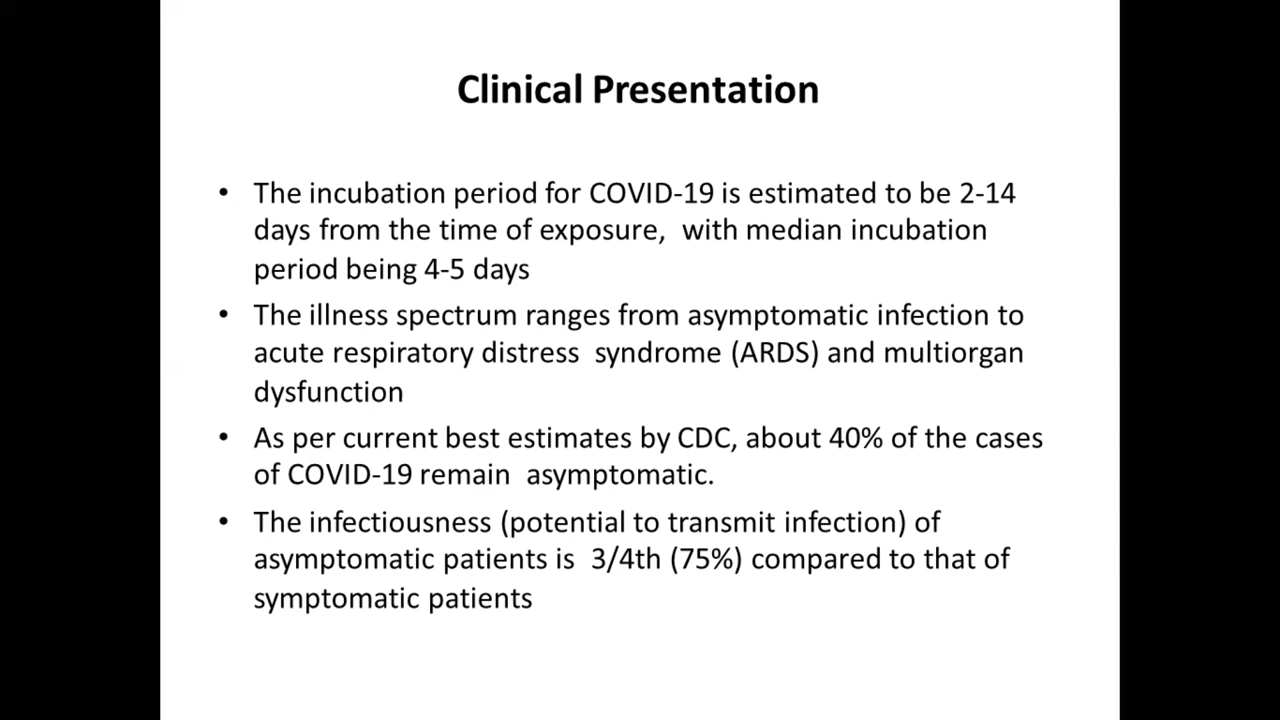 Clinical Presentation
• The incubation period for COVID-19 is estimated to be 2-14
days from the time of exposure,  with median incubation
period being 4-5 days
• The illness spectrum ranges from asymptomatic infection to
acute respiratory distress  syndrome (ARDS) and multiorgan
dysfunction
• As per current best estimates by CDC, about 40% of the cases
of COVID-19 remain  asymptomatic.
• The infectiousness (potential to transmit infection) of
asymptomatic patients is  3/4th (75%) compared to that of
symptomatic patients